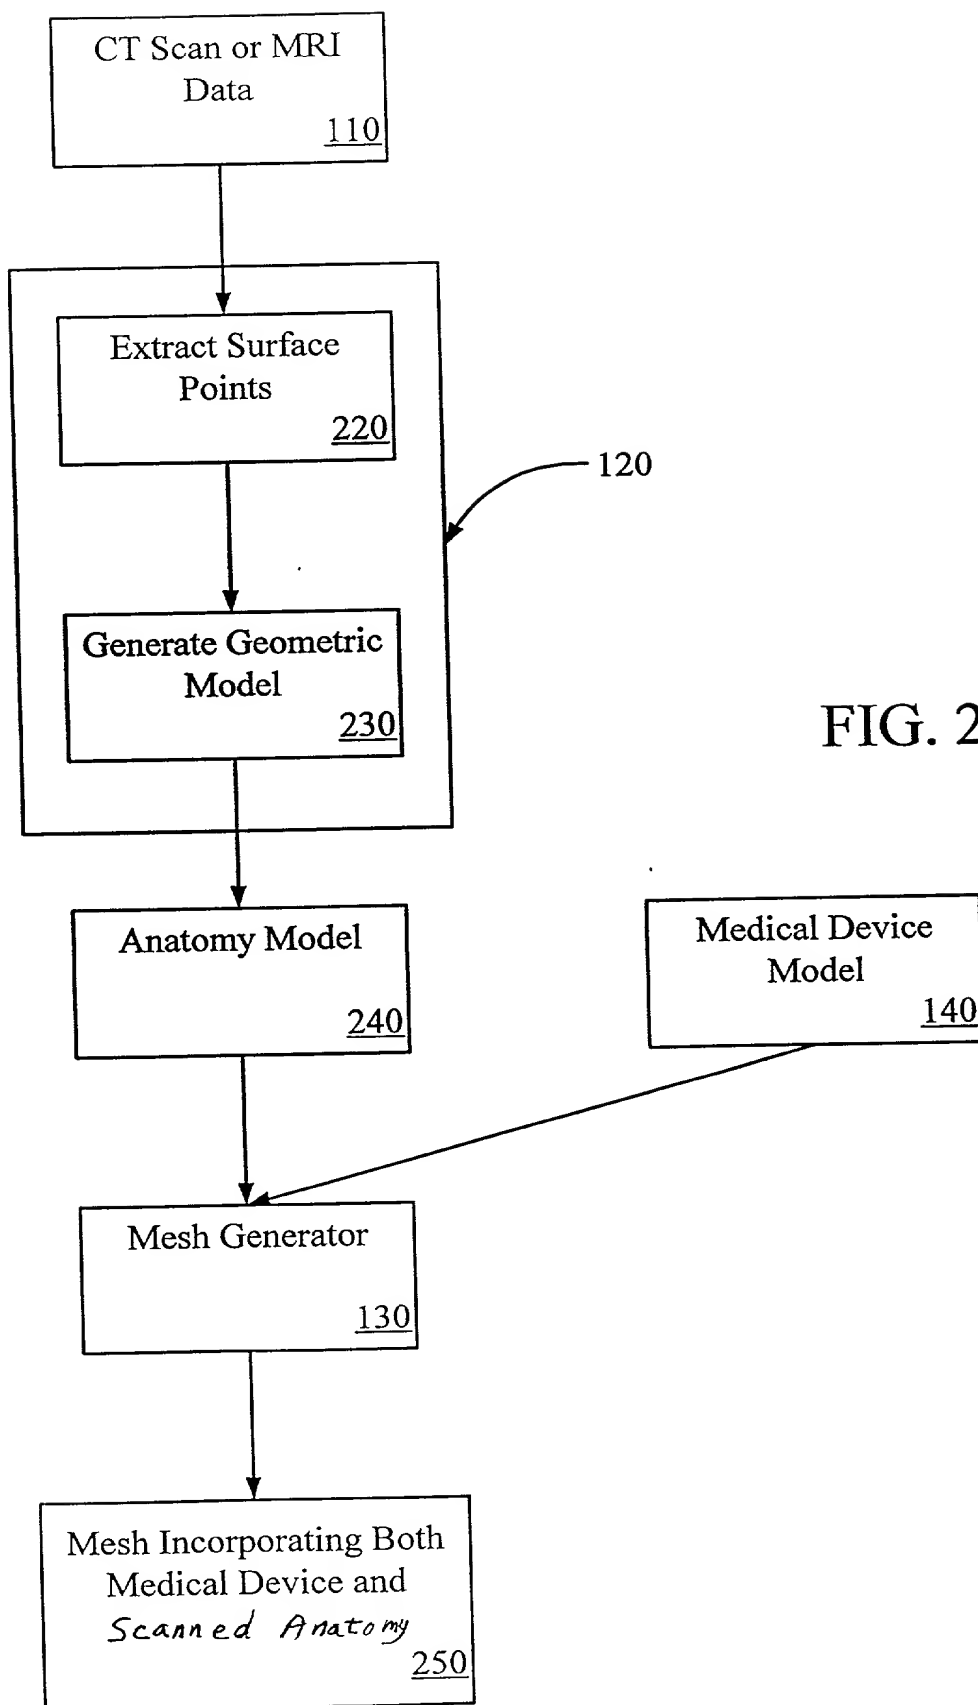 CT Scan or MRI
Data
110
Extract Surface
Points
220
120
Generate Geometric
Model
230
FIG. 2
Anatomy Model
240
Medical Device
Model
140
Mesh Generator
130
Mesh Incorporating Both
Medical Device and
Scanned Anatomy
250